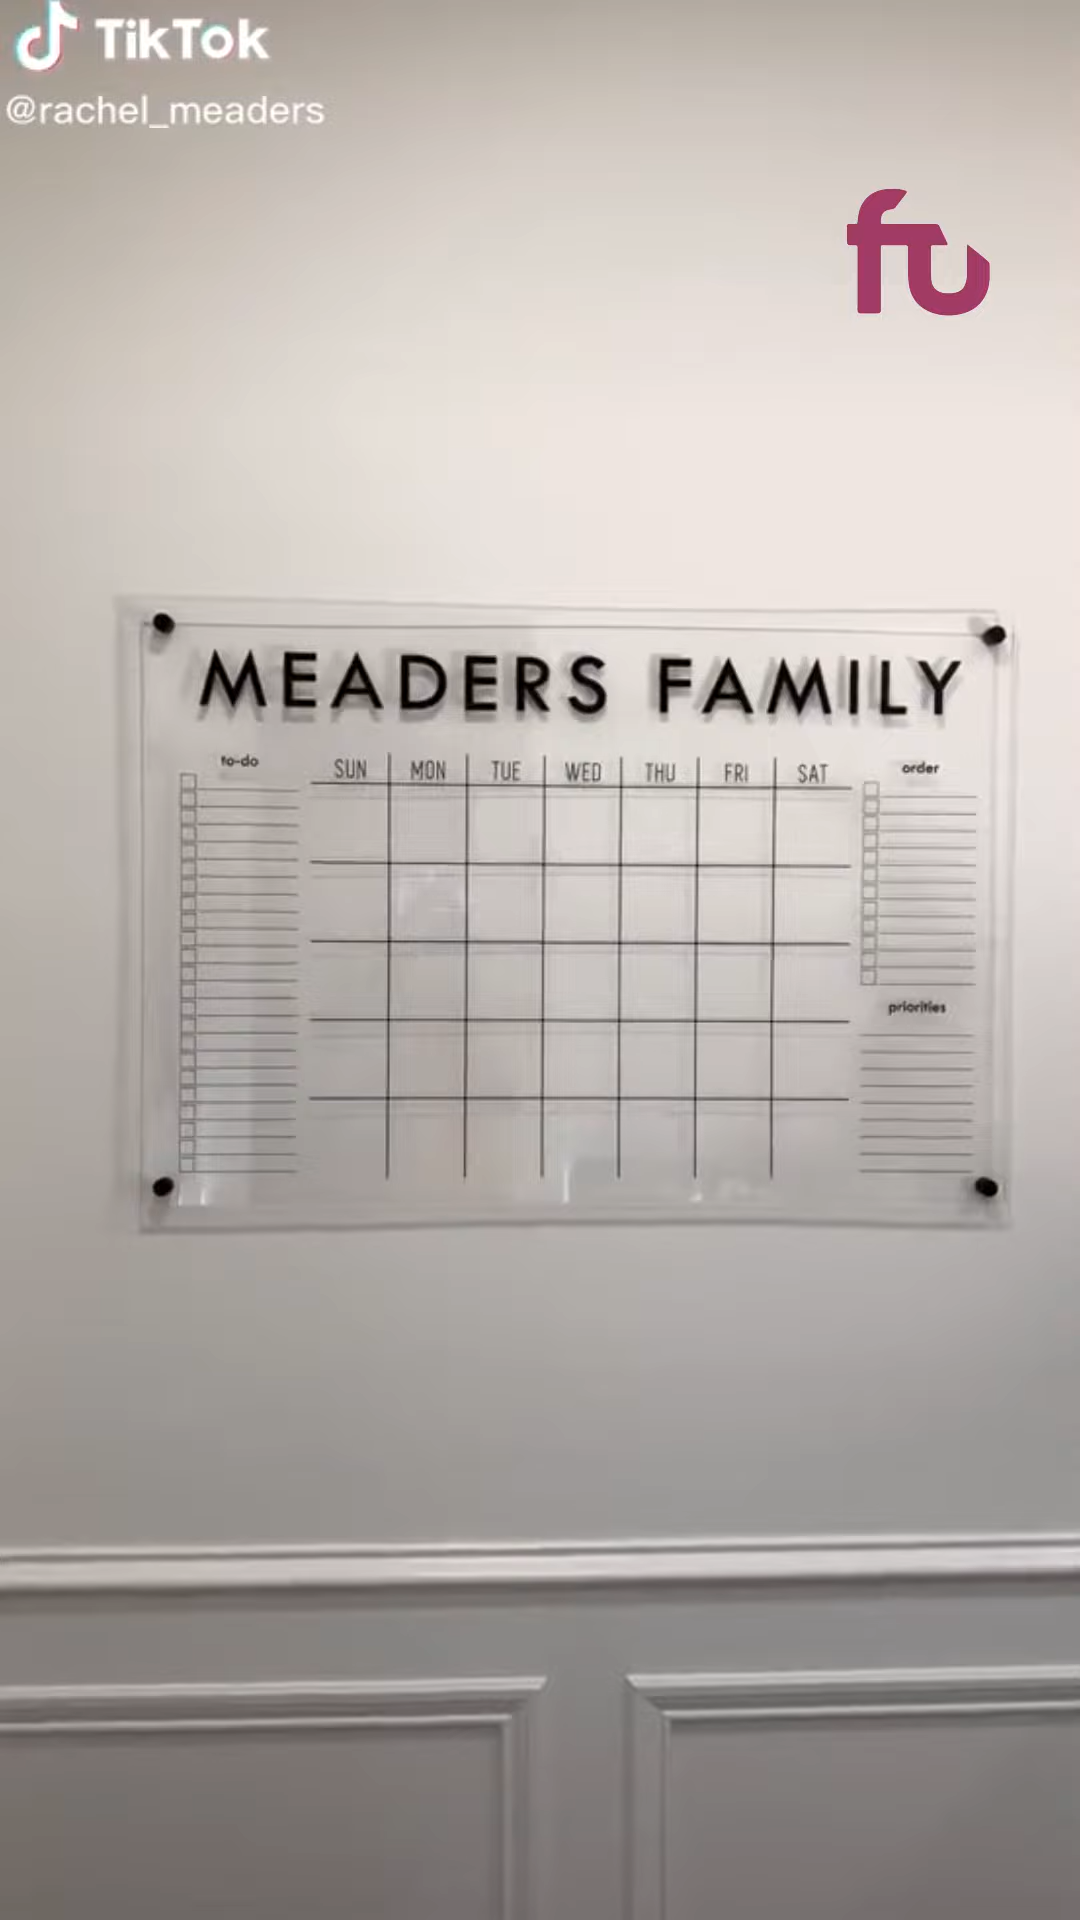 TikTok
@rachel_meaders
fu
MEADERS FAMILY
to-do
SUN MON TUE WED THU FRI SAT
order
priorities